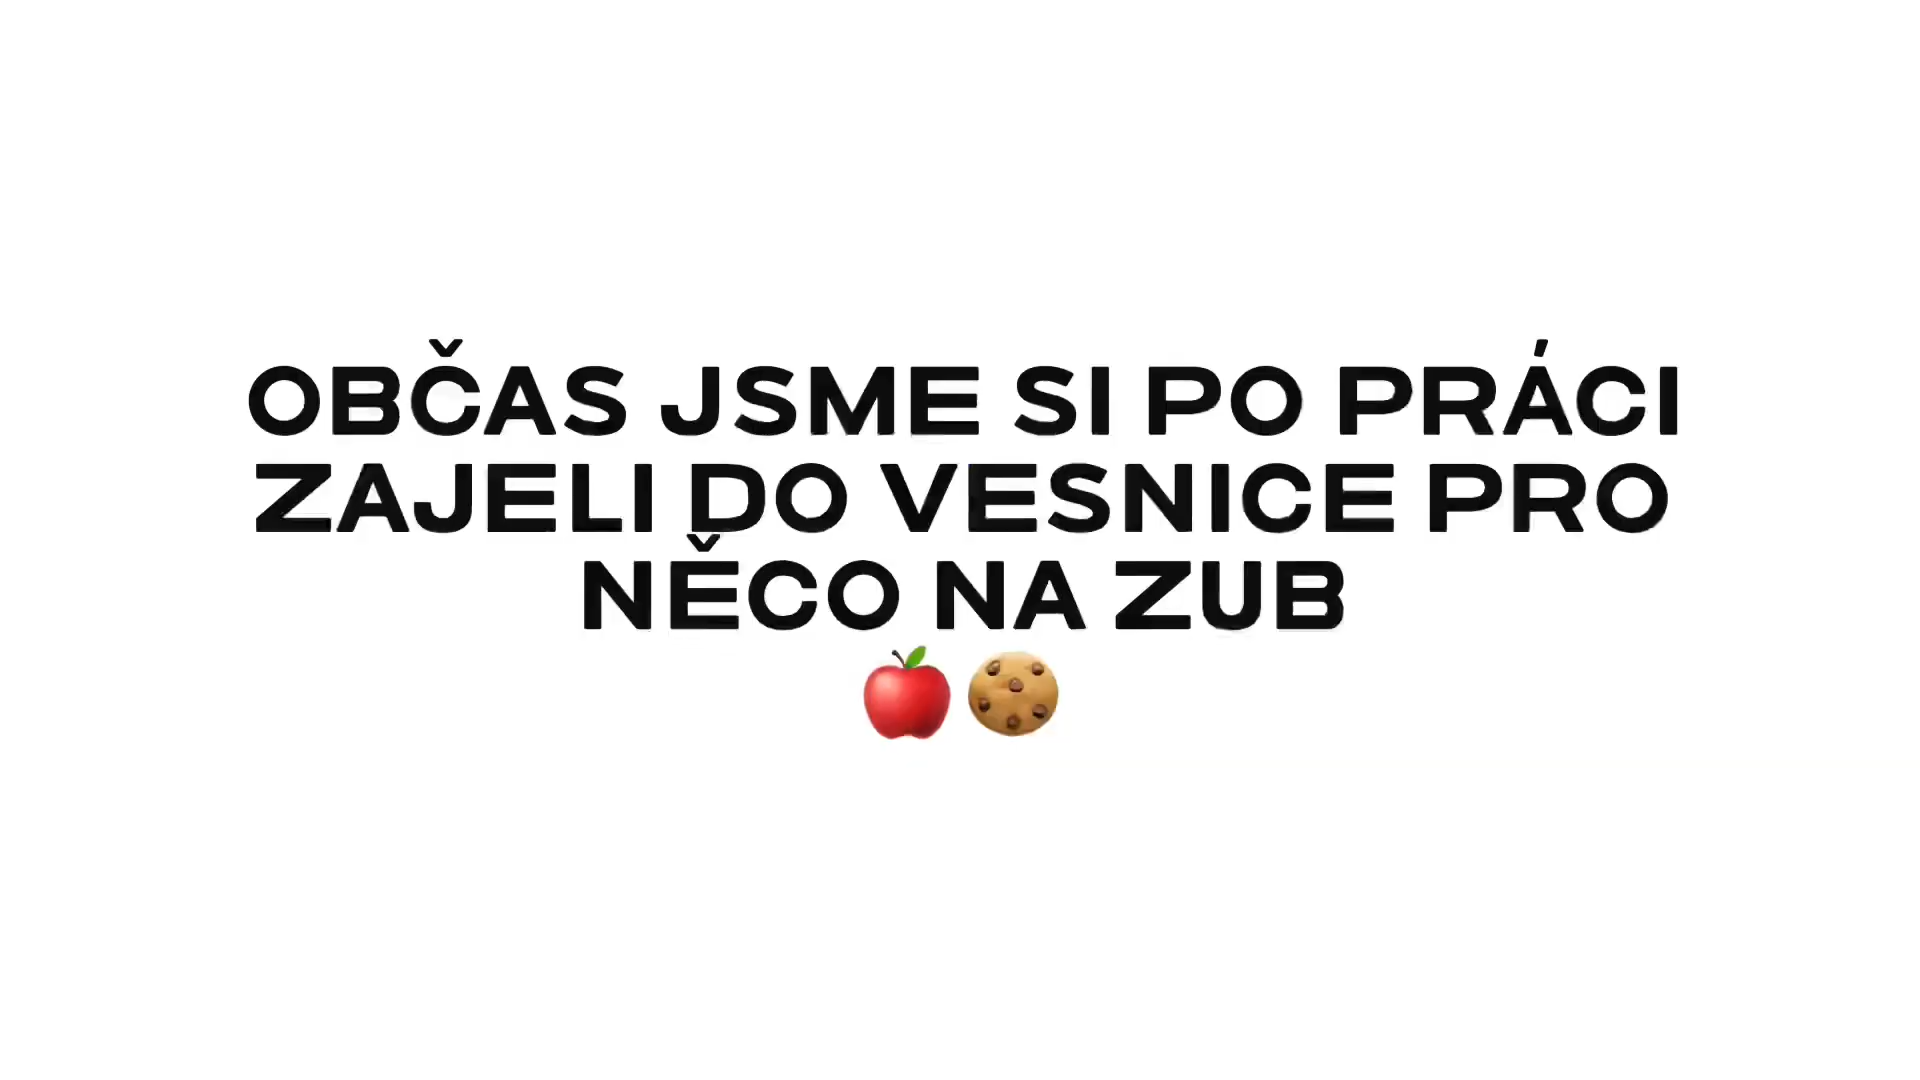 OBČAS JSME SI PO PRÁCI
ZAJELI DO VESNICE PRO
NĚCO NA ZUB
🍎🍪